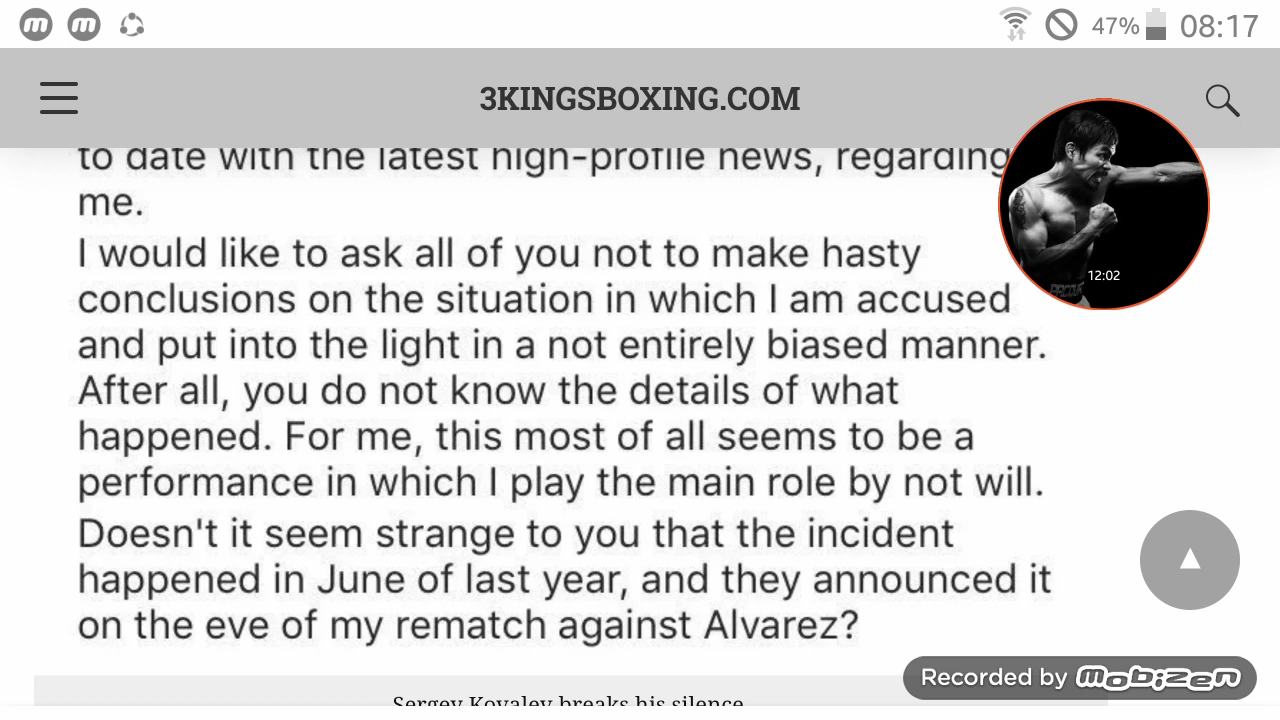 47% 08:17
3KINGSBOXING.COM
to date with the latest high-profile news, regarding
me.
I would like to ask all of you not to make hasty
conclusions on the situation in which I am accused
and put into the light in a not entirely biased manner.
After all, you do not know the details of what
happened. For me, this most of all seems to be a
performance in which I play the main role by not will.
Doesn't it seem strange to you that the incident
happened in June of last year, and they announced it
on the eve of my rematch against Alvarez?
12:02
Recorded by mobizen
Sergey Kovalev breaks his silence